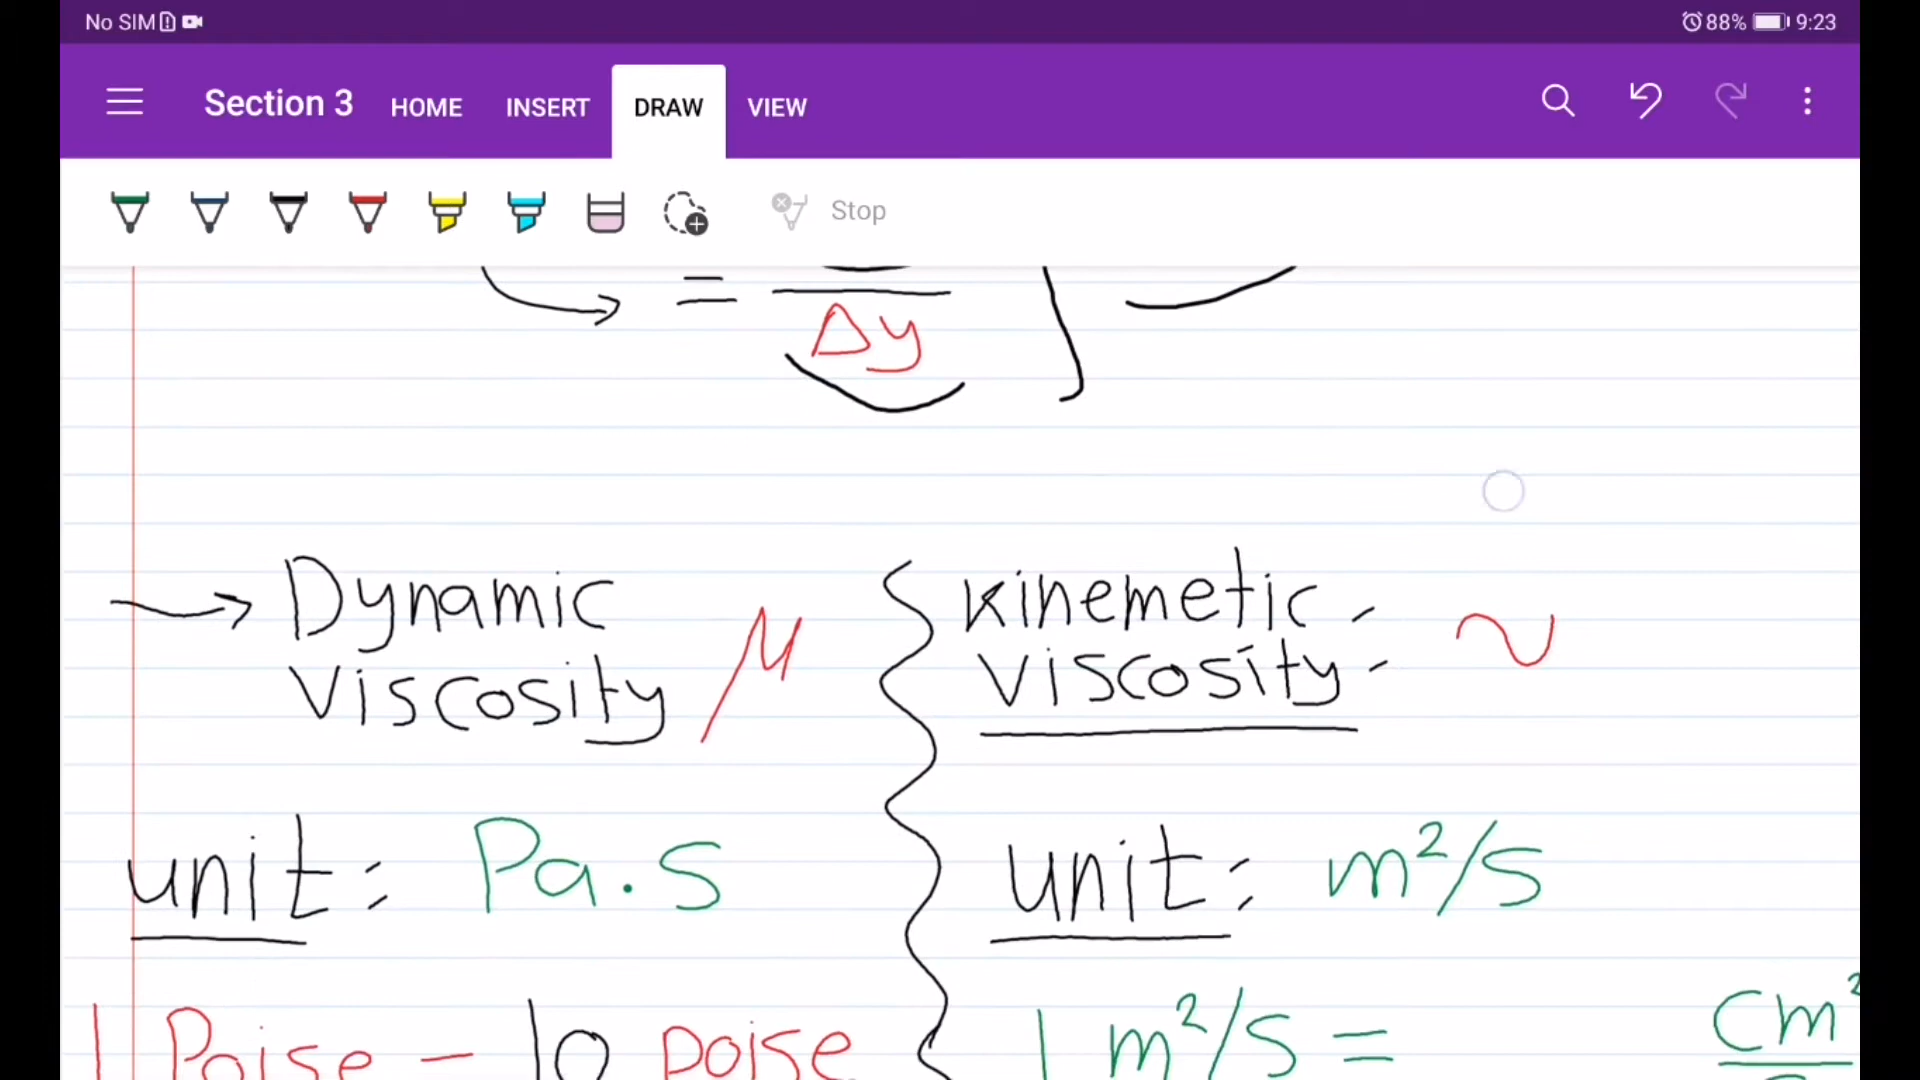 No SIM 88% 9:23
Section 3 HOME INSERT DRAW VIEW
Stop
=
Δy
→ Dynamic
Viscosity μ
Kinemetic
Viscosity = ~
unit: Pa.s
unit: m²/s
1 Poise - 10 poise
1 m²/s =
cm²